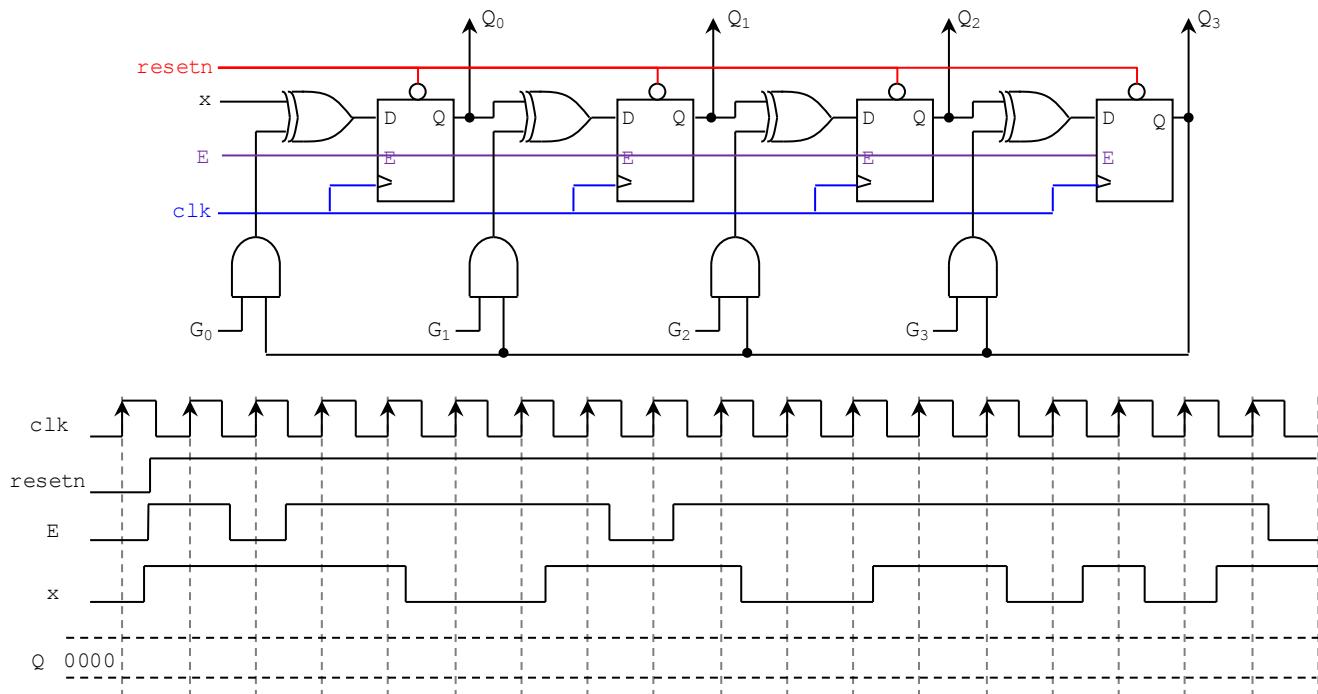 Q0 Q1 Q2 Q3
resetn
x
D Q D Q D Q D Q
E E E E E
clk
G0 G1 G2 G3
clk
resetn
E
x
Q 0000